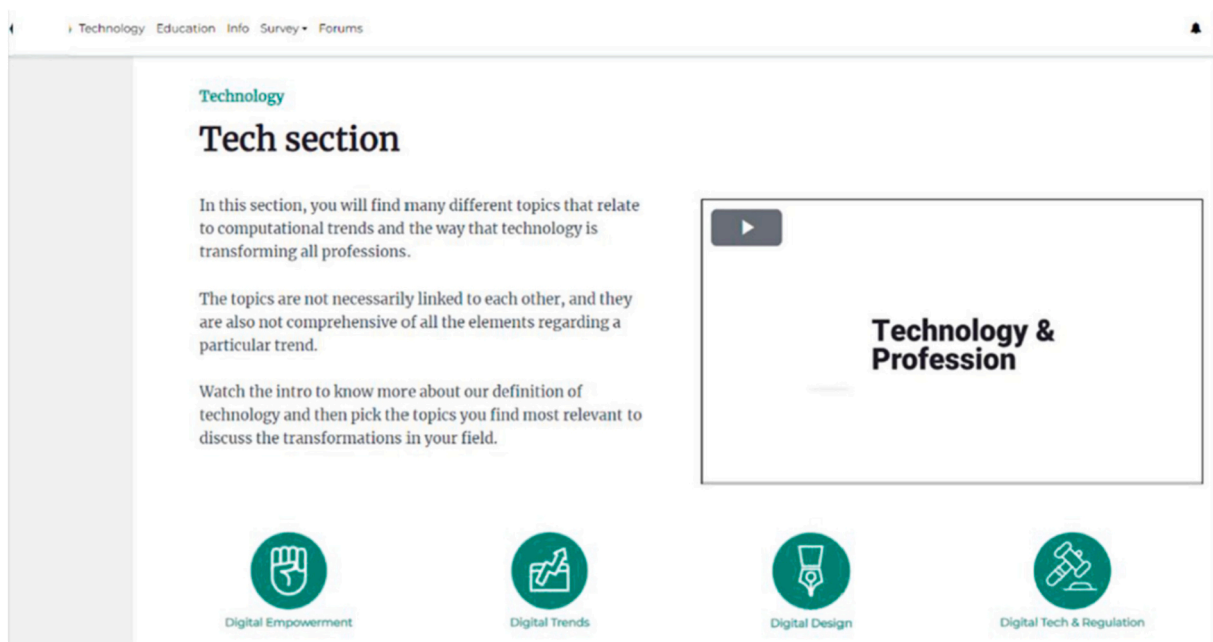 Technology Education Info Survey Forums
Technology
Tech section
In this section, you will find many different topics that relate
to computational trends and the way that technology is
transforming all professions.
The topics are not necessarily linked to each other, and they
are also not comprehensive of all the elements regarding a
particular trend.
Watch the intro to know more about our definition of
technology and then pick the topics you find most relevant to
discuss the transformations in your field.
Technology &
Profession
Digital Empowerment
Digital Trends
Digital Design
Digital Tech & Regulation